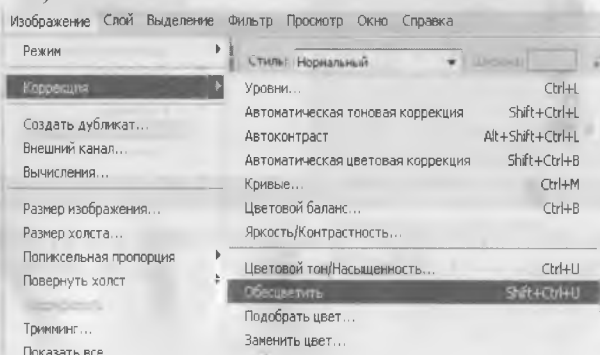 Изображение Слой Выделение Фильтр Просмотр Окно Справка
Режим
Стиль: Нормальный
Коррекция
Уровни... Ctrl+L
Автоматическая тоновая коррекция Shift+Ctrl+L
Создать дубликат...
Автоконтраст Alt+Shift+Ctrl+L
Внешний канал...
Автоматическая цветовая коррекция Shift+Ctrl+B
Вычисления...
Кривые... Ctrl+M
Размер изображения...
Цветовой баланс... Ctrl+B
Размер холста...
Яркость/Контрастность...
Попиксельная пропорция
Цветовой тон/Насыщенность... Ctrl+U
Повернуть холст
Обесцветить Shift+Ctrl+U
Подобрать цвет...
Тримминг...
Заменить цвет...
Показать все